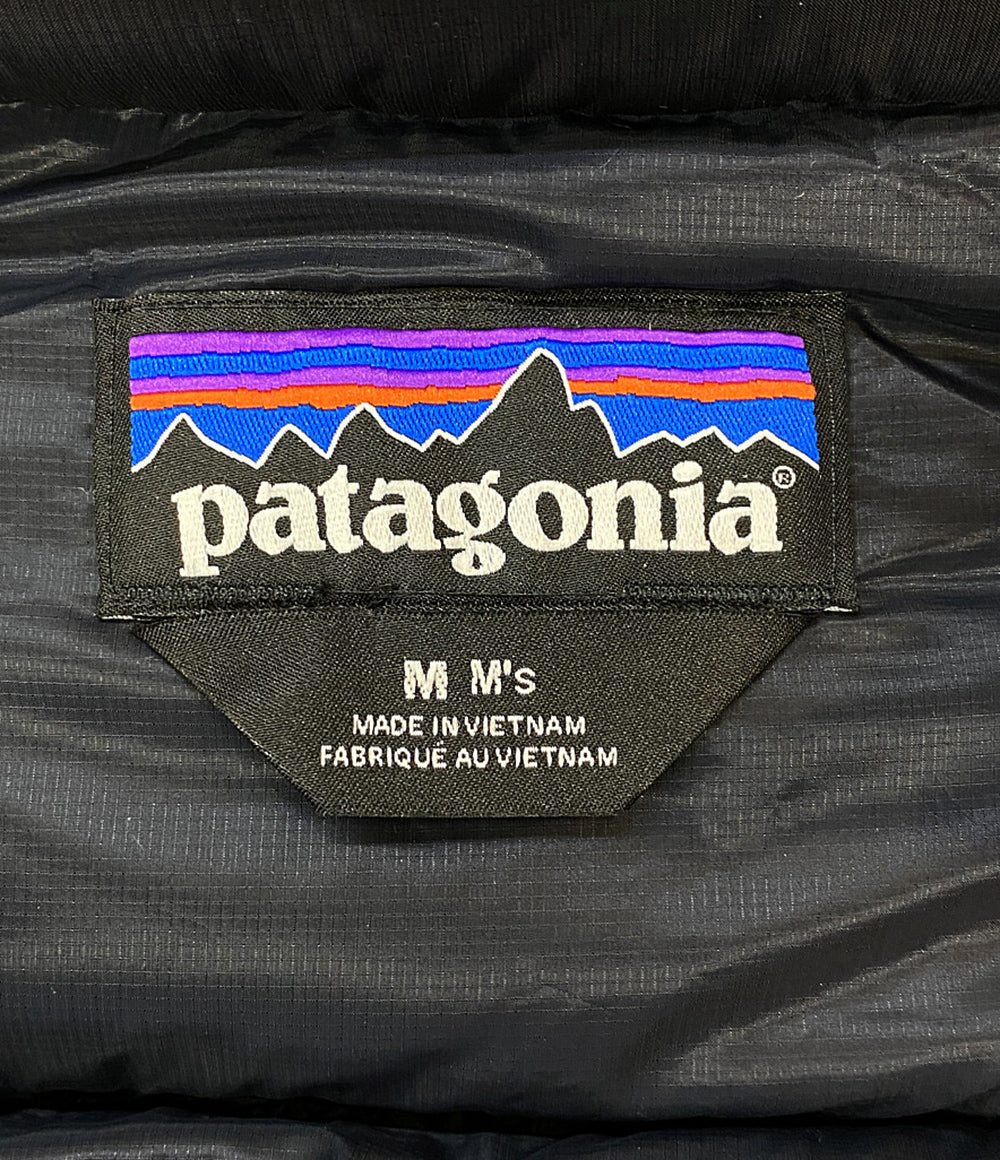 patagonia®
M M's
MADE IN VIETNAM
FABRIQUÉ AU VIETNAM